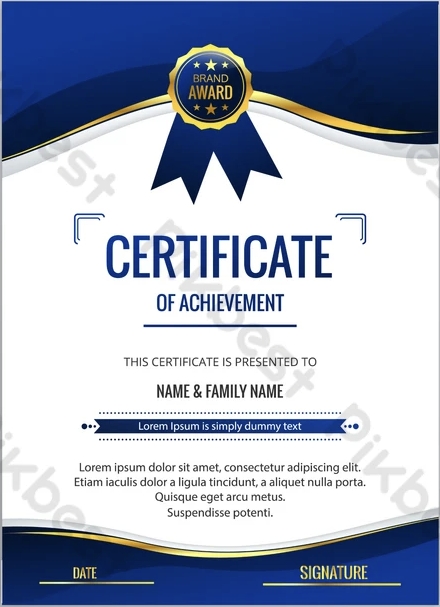 BRAND
AWARD
CERTIFICATE
OF ACHIEVEMENT
THIS CERTIFICATE IS PRESENTED TO
NAME & FAMILY NAME
Lorem Ipsum is simply dummy text
Lorem ipsum dolor sit amet, consectetur adipiscing elit.
Etiam iaculis dolor a ligula tincidunt, a aliquet nulla porta.
Quisque eget arcu metus.
Suspendisse potenti.
DATE
SIGNATURE
pikbest